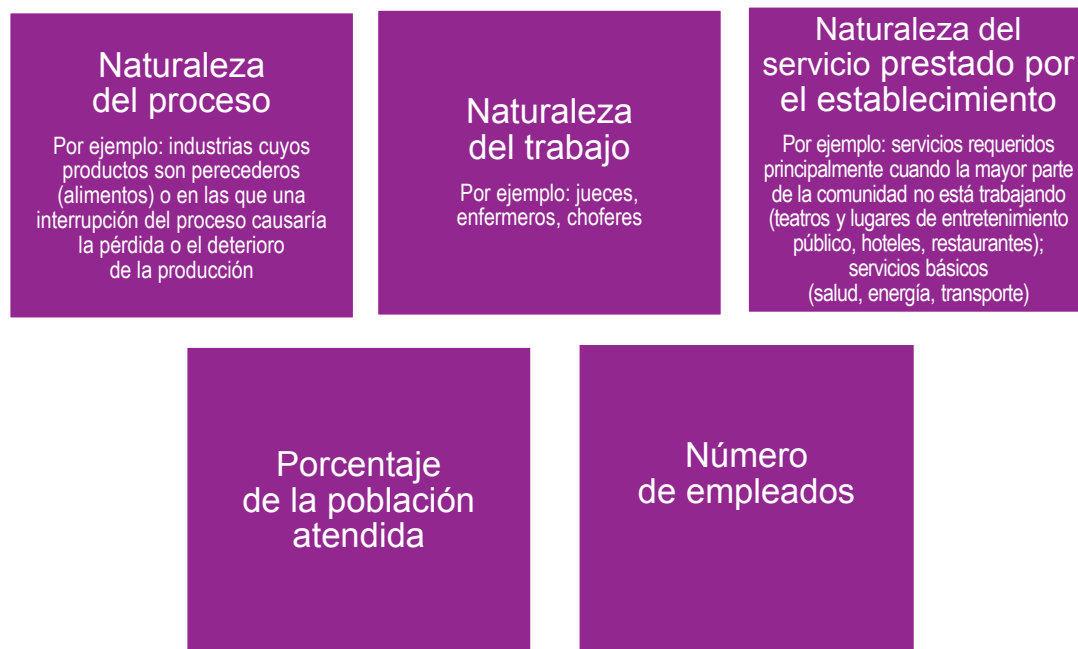 Naturaleza
del proceso
Por ejemplo: industrias cuyos
productos son perecederos
(alimentos) o en las que una
interrupción del proceso causaría
la pérdida o el deterioro
de la producción
Naturaleza
del trabajo
Por ejemplo: jueces,
enfermeros, choferes
Naturaleza del
servicio prestado por
el establecimiento
Por ejemplo: servicios requeridos
principalmente cuando la mayor parte
de la comunidad no está trabajando
(teatros y lugares de entretenimiento
público, hoteles, restaurantes);
servicios básicos
(salud, energía, transporte)
Porcentaje
de la población
atendida
Número
de empleados